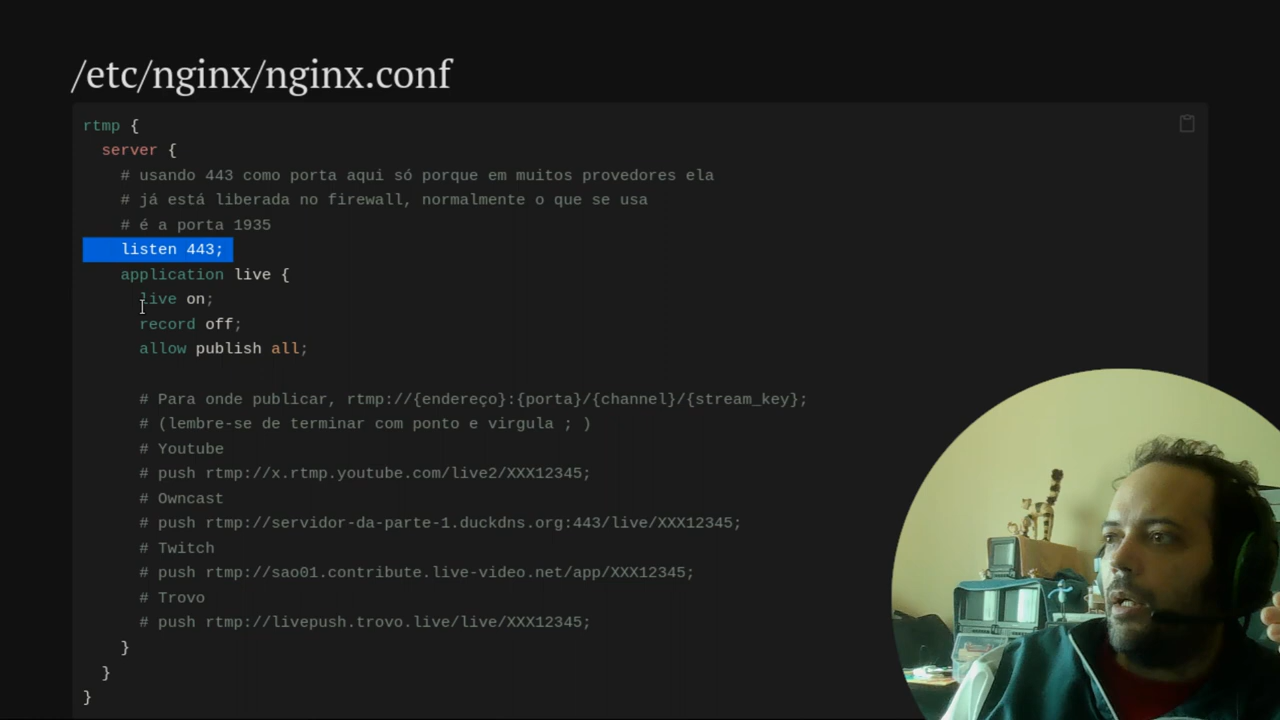 /etc/nginx/nginx.conf
rtmp {
server {
# usando 443 como porta aqui só porque em muitos provedores ela
# já está liberada no firewall, normalmente o que se usa
# é a porta 1935
listen 443;
application live {
live on;
record off;
allow publish all;
# Para onde publicar, rtmp://{endereço}:{porta}/{channel}/{stream_key};
# (lembre-se de terminar com ponto e virgula ; )
# Youtube
# push rtmp://x.rtmp.youtube.com/live2/XXX12345;
# Owncast
# push rtmp://servidor-da-parte-1.duckdns.org:443/live/XXX12345;
# Twitch
# push rtmp://sao01.contribute.live-video.net/app/XXX12345;
# Trovo
# push rtmp://livepush.trovo.live/live/XXX12345;
}
}
}